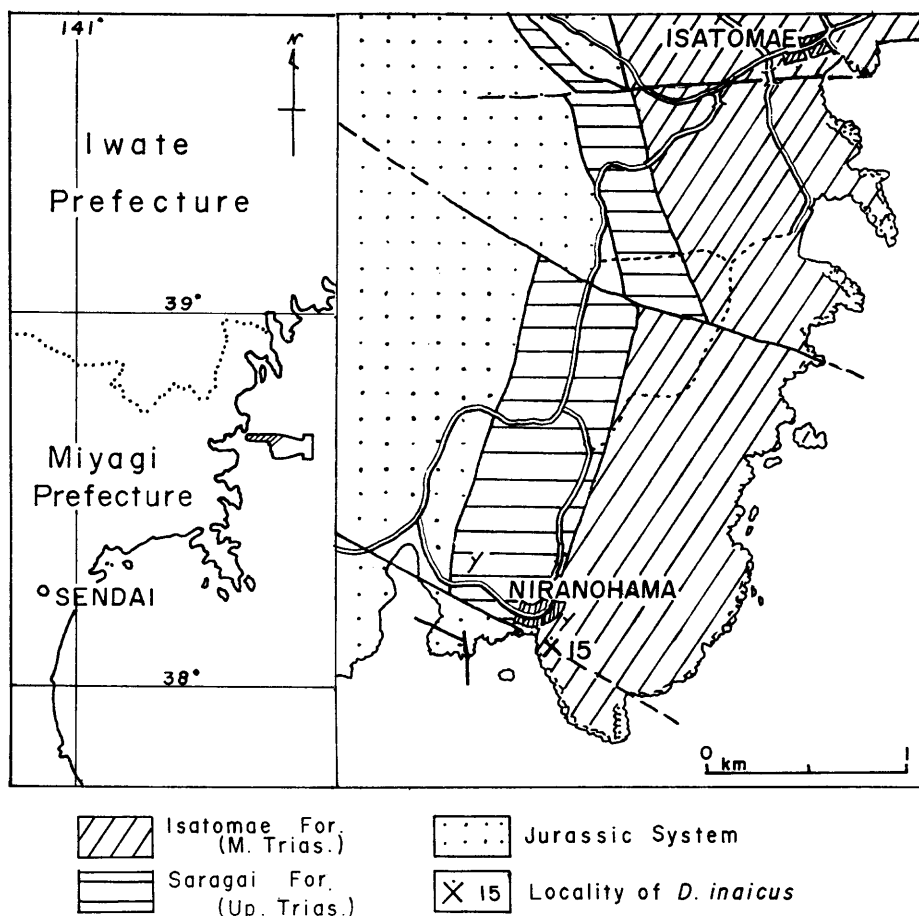 141°
N
Iwate
Prefecture
39°
Miyagi
Prefecture
SENDAI
38°
ISATOMAE
NIRANOHAMA
15
0
km
1
Isatomae For.
(M. Trias.)
Saragai For.
(Up. Trias.)
Jurassic System
15 Locality of D. inaicus